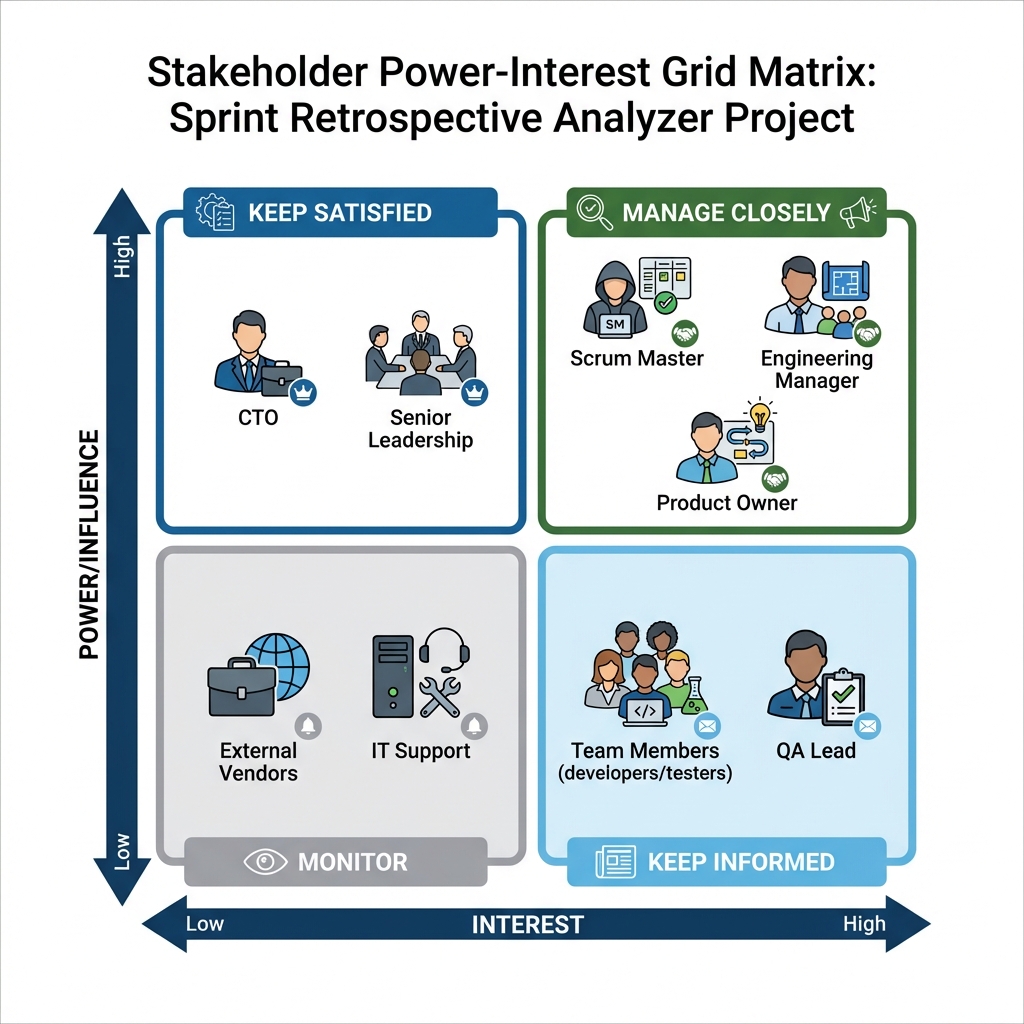 Stakeholder Power-Interest Grid Matrix:
Sprint Retrospective Analyzer Project
KEEP SATISFIED
MANAGE CLOSELY
High
SM
Scrum Master
Engineering
Manager
CTO
Senior
Leadership
Product Owner
POWER/INFLUENCE
</>
External
Vendors
IT Support
Team Members
(developers/testers)
QA Lead
Low
MONITOR
KEEP INFORMED
Low
INTEREST
High